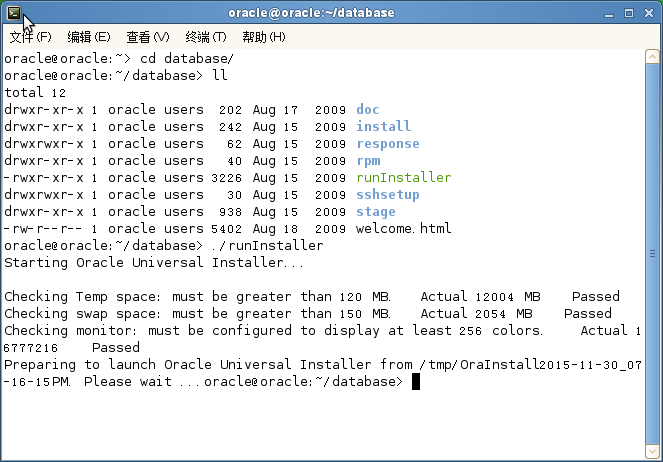 oracle@oracle:~/database
文件(F) 编辑(E) 查看(V) 终端(T) 帮助(H)
oracle@oracle:~> cd database/
oracle@oracle:~/database> ll
total 12
drwxr-xr-x 1 oracle users  202 Aug 17  2009 doc
drwxr-xr-x 1 oracle users  242 Aug 15  2009 install
drwxrwxr-x 1 oracle users   62 Aug 15  2009 response
drwxr-xr-x 1 oracle users   40 Aug 15  2009 rpm
-rwxr-xr-x 1 oracle users 3226 Aug 15  2009 runInstaller
drwxrwxr-x 1 oracle users   30 Aug 15  2009 sshsetup
drwxr-xr-x 1 oracle users  938 Aug 15  2009 stage
-rw-r--r-- 1 oracle users 5402 Aug 18  2009 welcome.html
oracle@oracle:~/database> ./runInstaller
Starting Oracle Universal Installer...
Checking Temp space: must be greater than 120 MB.   Actual 12004 MB    Passed
Checking swap space: must be greater than 150 MB.   Actual 2054 MB    Passed
Checking monitor: must be configured to display at least 256 colors.    Actual 1
6777216    Passed
Preparing to launch Oracle Universal Installer from /tmp/OraInstall2015-11-30_07
-16-15PM. Please wait ...oracle@oracle:~/database>